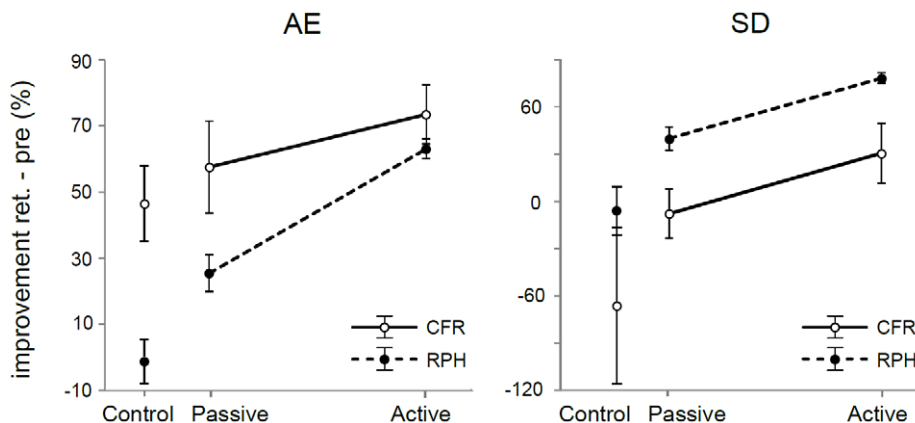 AE
improvement ret. - pre (%)
90
70
50
30
10
-10
Control
Passive
Active
CFR
RPH
SD
60
0
-60
-120
Control
Passive
Active
CFR
RPH